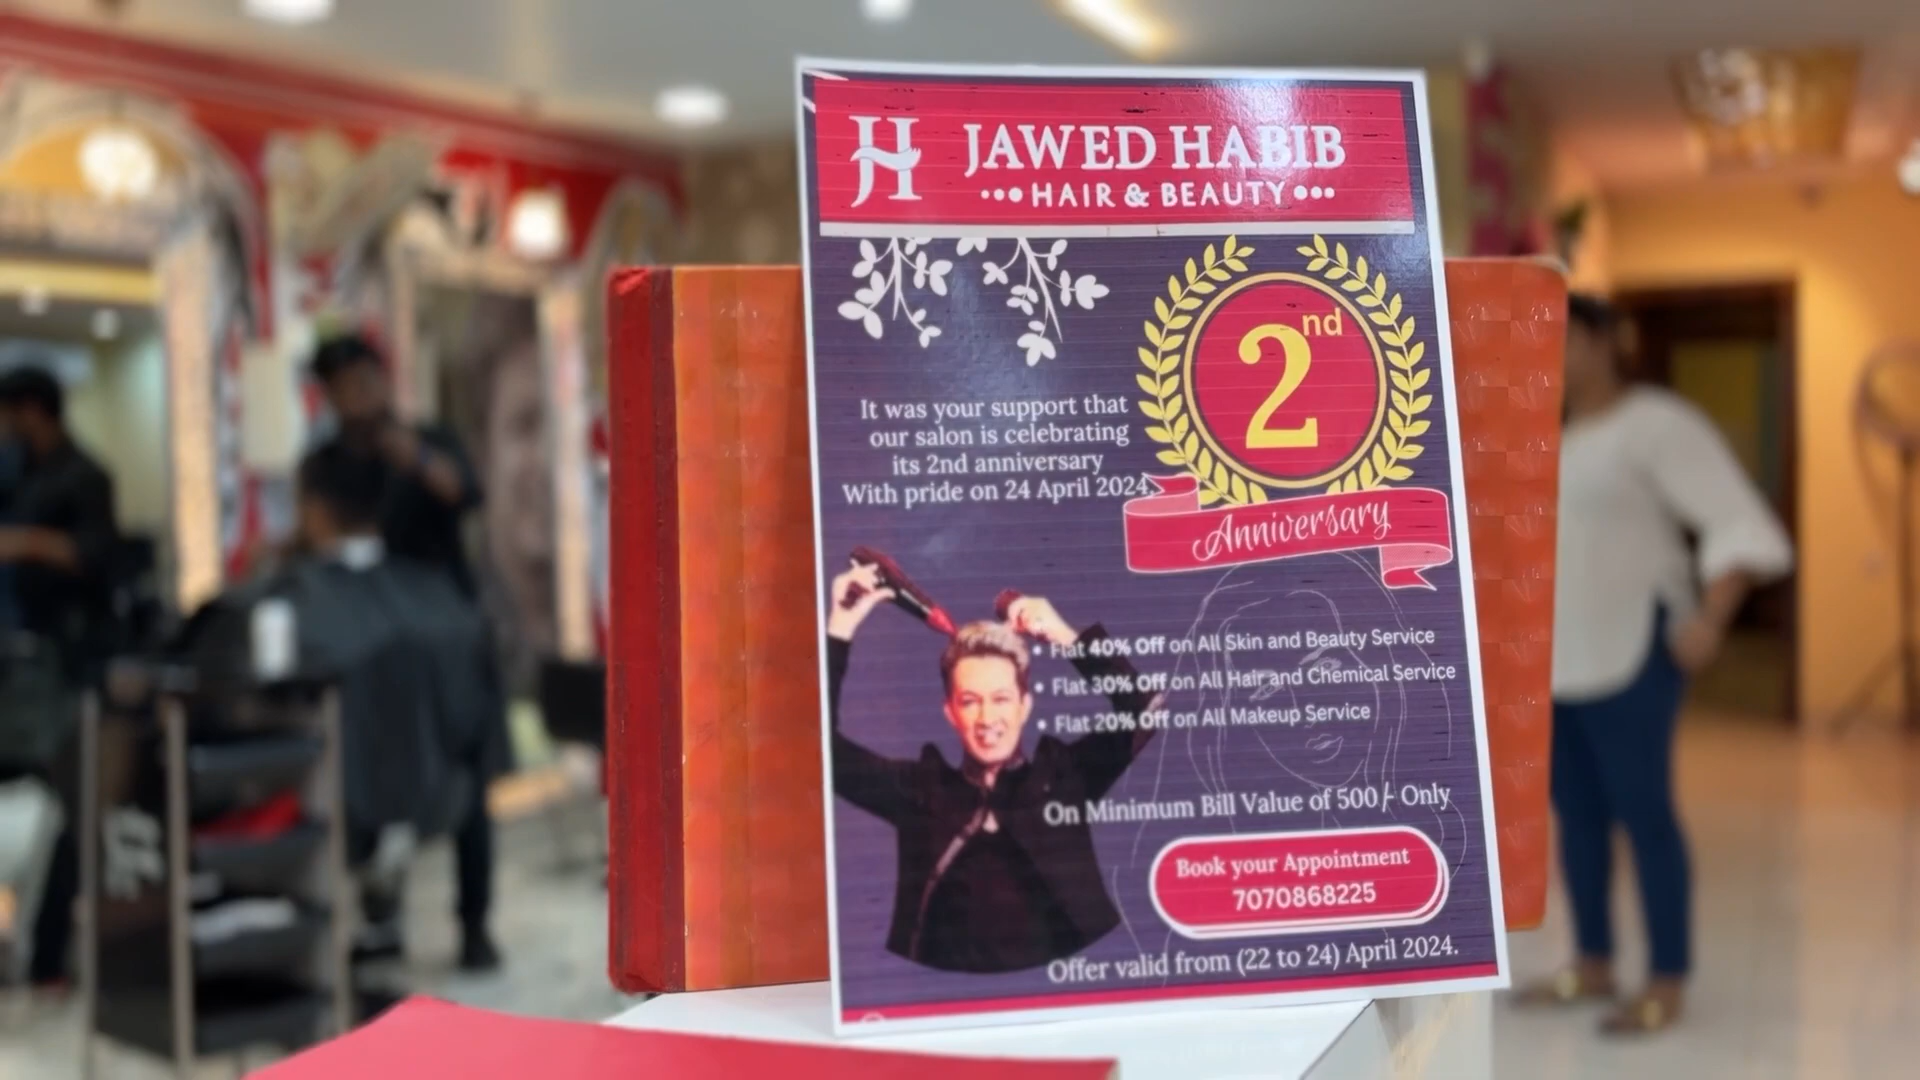 JH JAWED HABIB
HAIR & BEAUTY
2nd
Anniversary
It was your support that
our salon is celebrating
its 2nd anniversary
With pride on 24 April 2024.
• Flat 40% Off on All Skin and Beauty Service
• Flat 30% Off on All Hair and Chemical Service
• Flat 20% Off on All Makeup Service
On Minimum Bill Value of 500/- Only
Book your Appointment
7070868225
Offer valid from (22 to 24) April 2024.